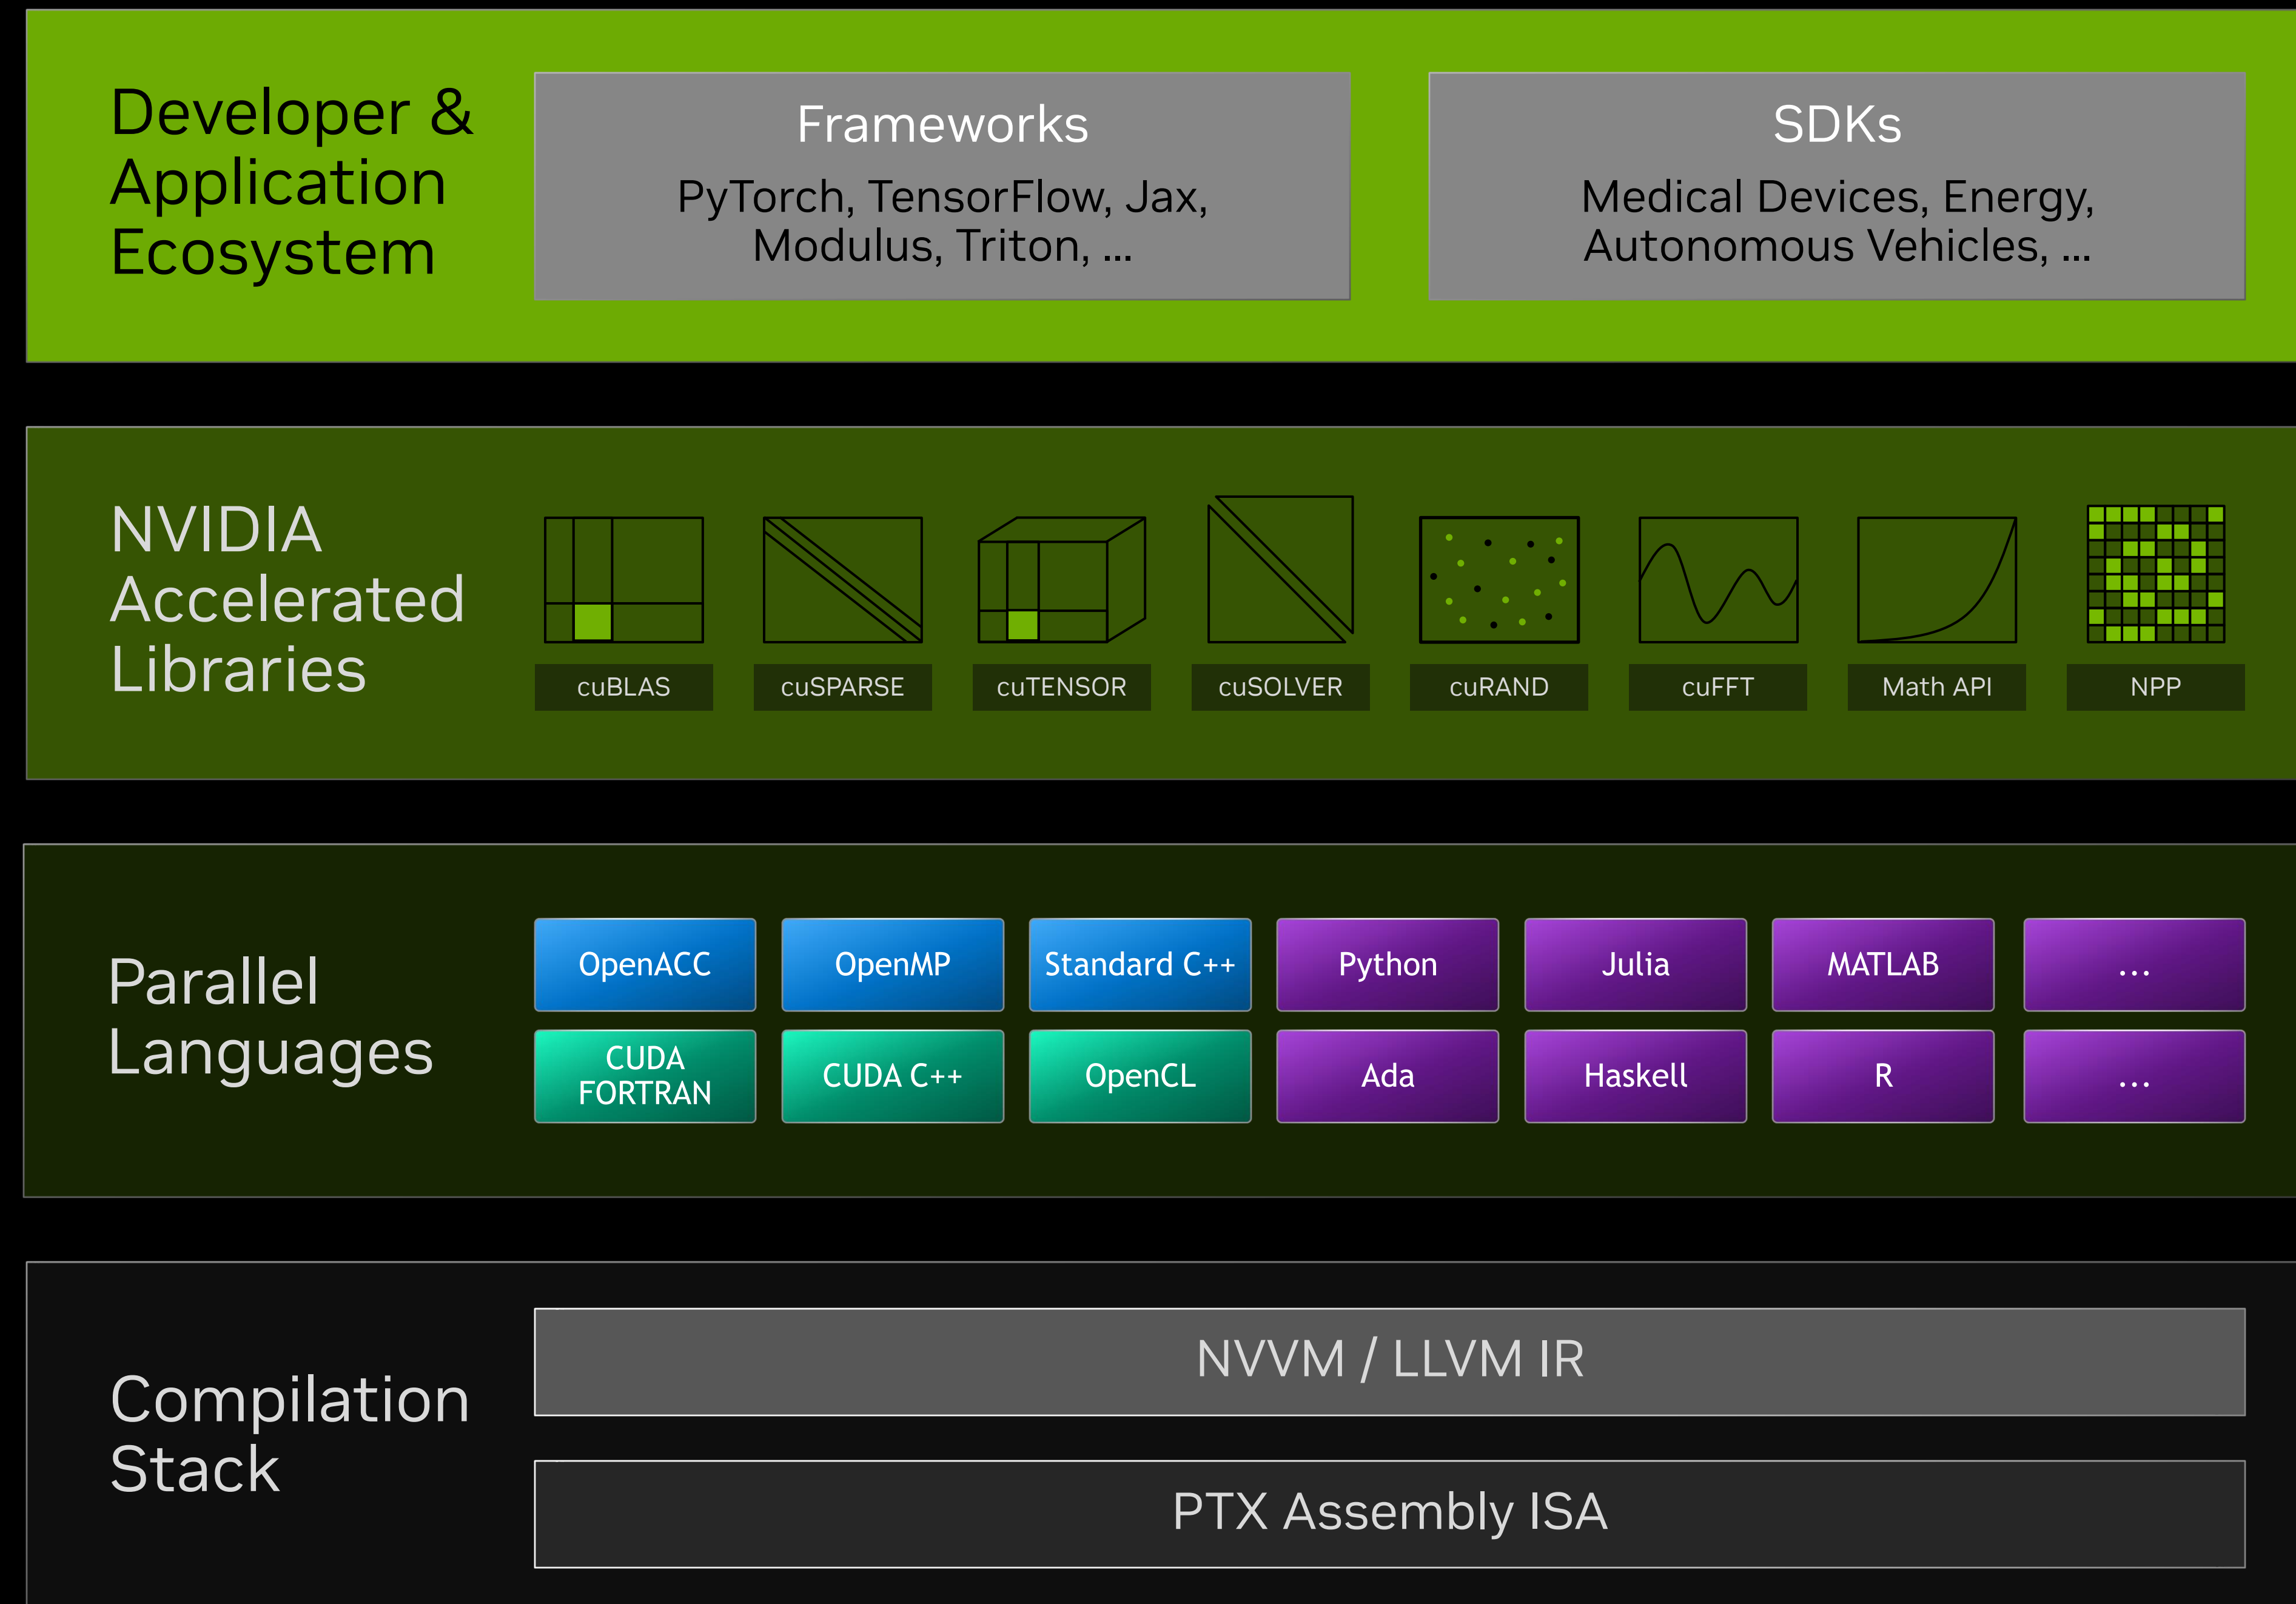 Developer &
Application
Ecosystem
Frameworks
PyTorch, TensorFlow, Jax,
Modulus, Triton, ...
SDKs
Medical Devices, Energy,
Autonomous Vehicles, ...
NVIDIA
Accelerated
Libraries
cuBLAS
cuSPARSE
cuTENSOR
cuSOLVER
cuRAND
cuFFT
Math API
NPP
Parallel
Languages
OpenACC
OpenMP
Standard C++
Python
Julia
MATLAB
...
CUDA
FORTRAN
CUDA C++
OpenCL
Ada
Haskell
R
...
Compilation
Stack
NVVM / LLVM IR
PTX Assembly ISA